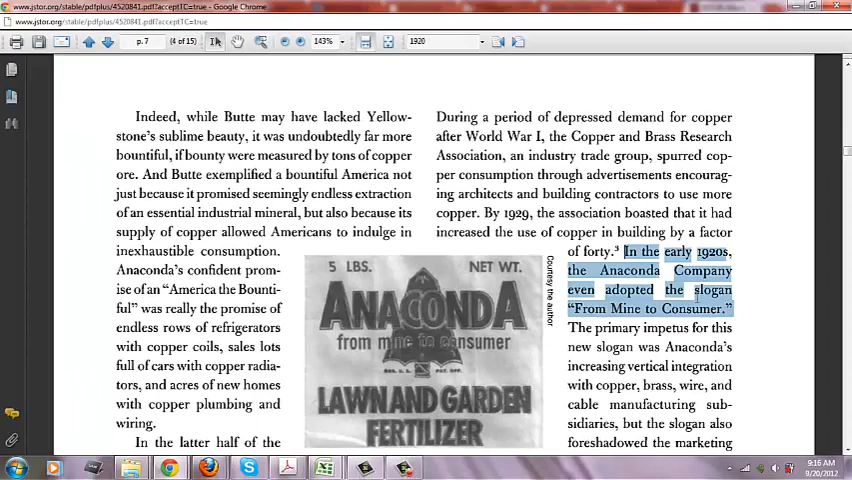 www.jstor.org/stable/pdfplus/4520841.pdf?acceptTC=true - Google Chrome
www.jstor.org/stable/pdfplus/4520841.pdf?acceptTC=true
p. 7
(4 of 15)
143%
1920
Indeed, while Butte may have lacked Yellow-
stone's sublime beauty, it was undoubtedly far more
bountiful, if bounty were measured by tons of copper
ore. And Butte exemplified a bountiful America not
just because it promised seemingly endless extraction
of an essential industrial mineral, but also because its
supply of copper allowed Americans to indulge in
inexhaustible consumption.
Anaconda's confident prom-
ise of an "America the Bounti-
ful" was really the promise of
endless rows of refrigerators
with copper coils, sales lots
full of cars with copper radia-
tors, and acres of new homes
with copper plumbing and
wiring.
In the latter half of the
5 LBS. NET WT.
ANACONDA
from mine to consumer
REG. U.S. PAT. OFF.
LAWN AND GARDEN
FERTILIZER
Courtesy the author
During a period of depressed demand for copper
after World War I, the Copper and Brass Research
Association, an industry trade group, spurred cop-
per consumption through advertisements encourag-
ing architects and building contractors to use more
copper. By 1929, the association boasted that it had
increased the use of copper in building by a factor
of forty.³ In the early 1920s,
the Anaconda Company
even adopted the slogan
"From Mine to Consumer."
The primary impetus for this
new slogan was Anaconda's
increasing vertical integration
with copper, brass, wire, and
cable manufacturing sub-
sidiaries, but the slogan also
foreshadowed the marketing
9:16 AM
9/20/2012